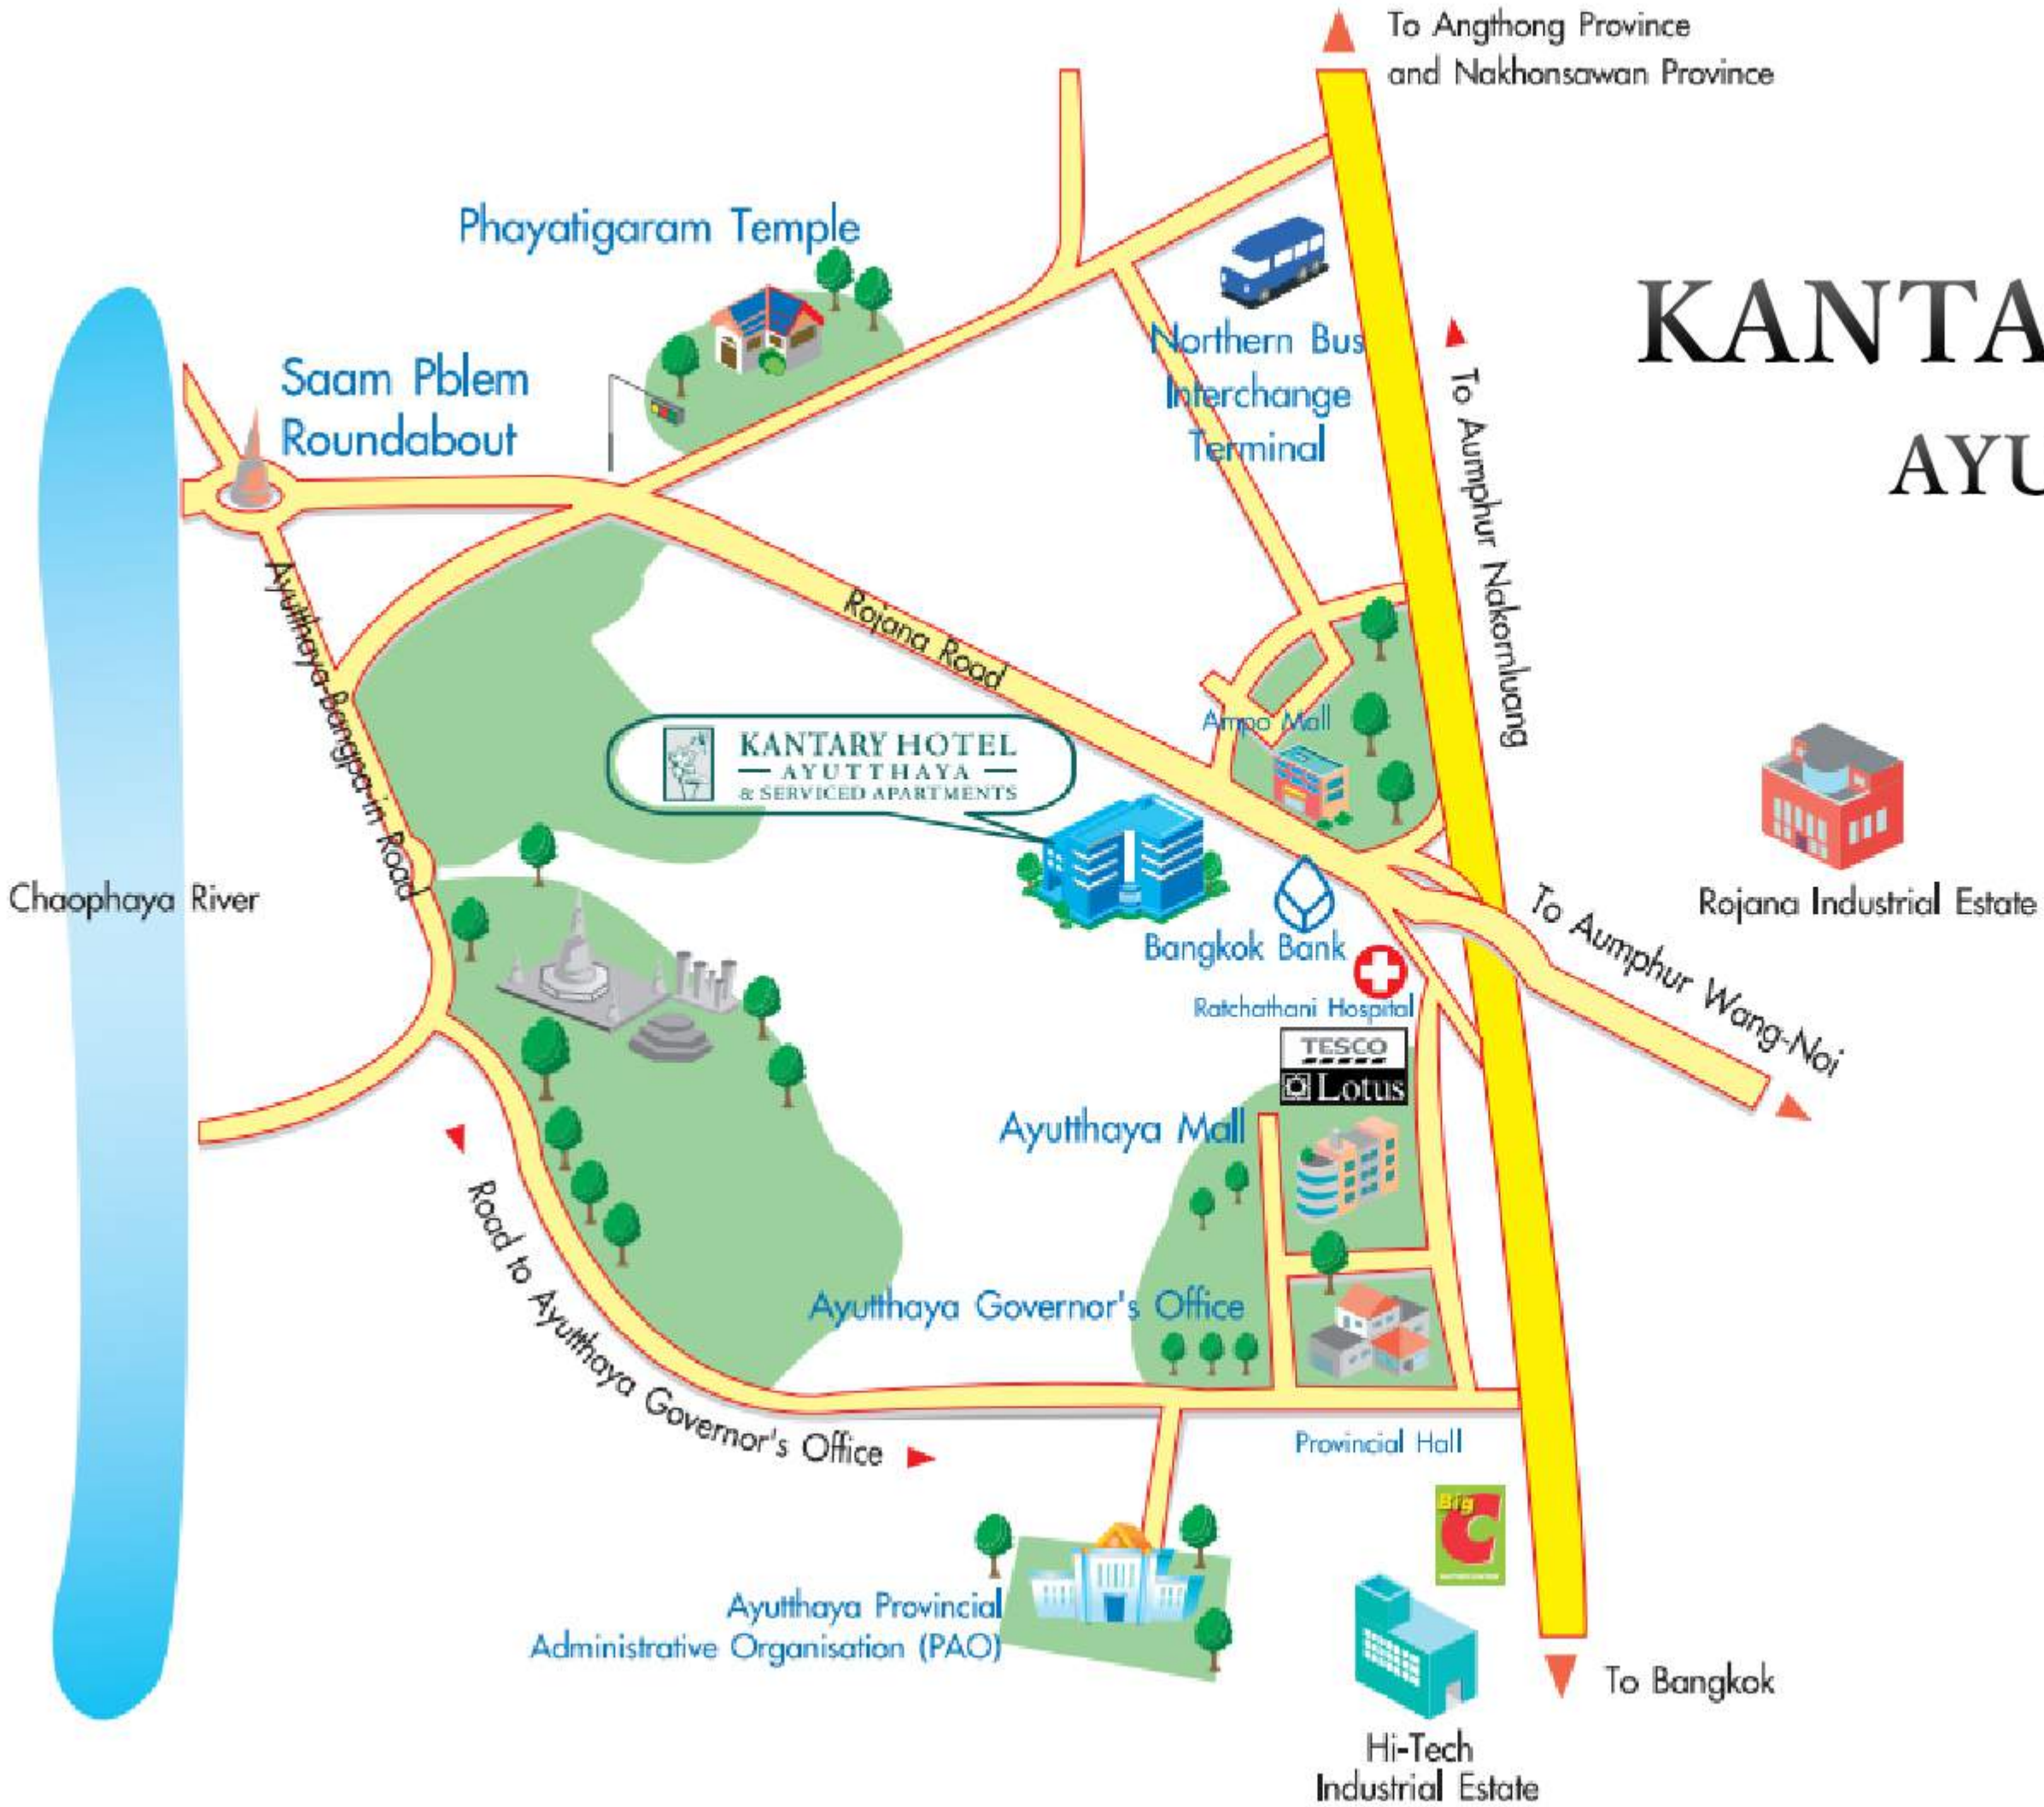 To Angthong Province
and Nakhonsawan Province
Phayatigaram Temple
KANTA
AYU
Northern Bus
Interchange
Terminal
Saam Pblem
Roundabout
To Aumphur Nakornluang
Ayutthaya-Bangpa-in Road
Rojana Road
Ampo Mall
KANTARY HOTEL
AYUTTHAYA
& SERVICED APARTMENTS
Chaophaya River
Rojana Industrial Estate
To Aumphur Wang-Noi
Bangkok Bank
Ratchathani Hospital
TESCO
Lotus
Ayutthaya Mall
Road to Ayutthaya Governor's Office
Ayutthaya Governor's Office
Provincial Hall
Big
C
Ayutthaya Provincial
Administrative Organisation (PAO)
To Bangkok
Hi-Tech
Industrial Estate